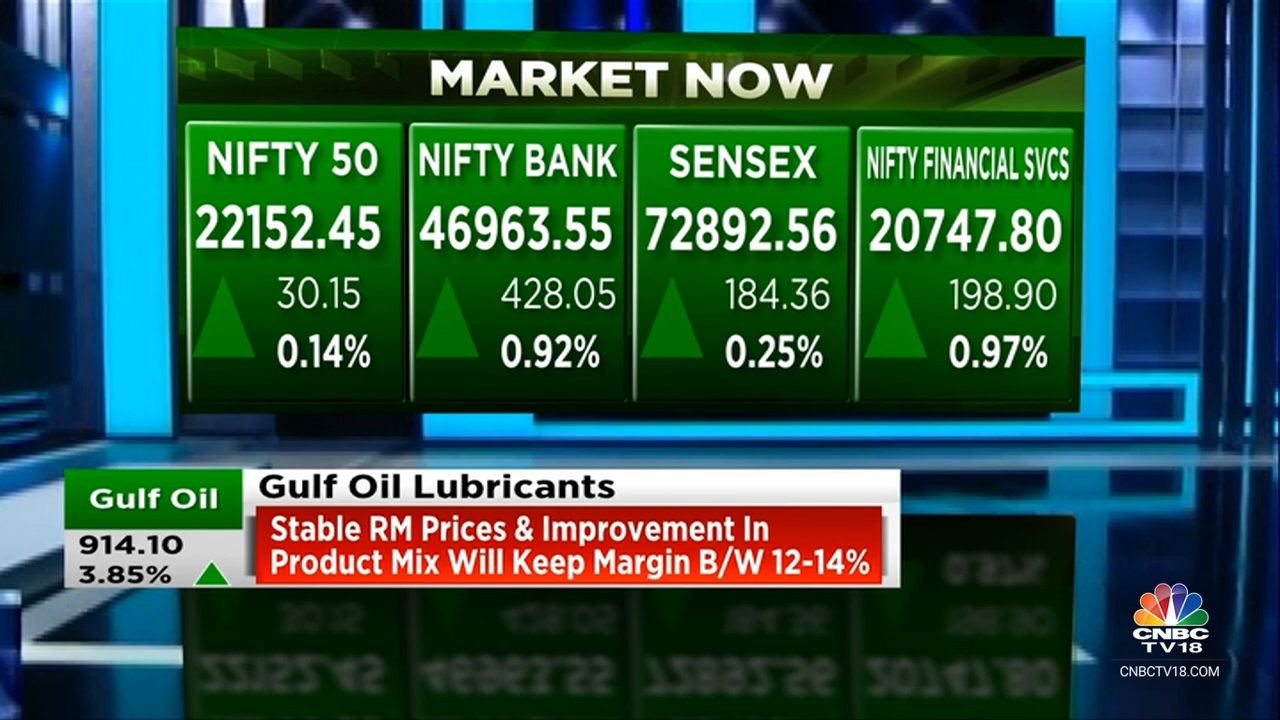 MARKET NOW
NIFTY 50
22152.45
30.15
0.14%
NIFTY BANK
46963.55
428.05
0.92%
SENSEX
72892.56
184.36
0.25%
NIFTY FINANCIAL SVCS
20747.80
198.90
0.97%
Gulf Oil
914.10
3.85%
Gulf Oil Lubricants
Stable RM Prices & Improvement In
Product Mix Will Keep Margin B/W 12-14%
CNBC
TV18
CNBCTV18.COM